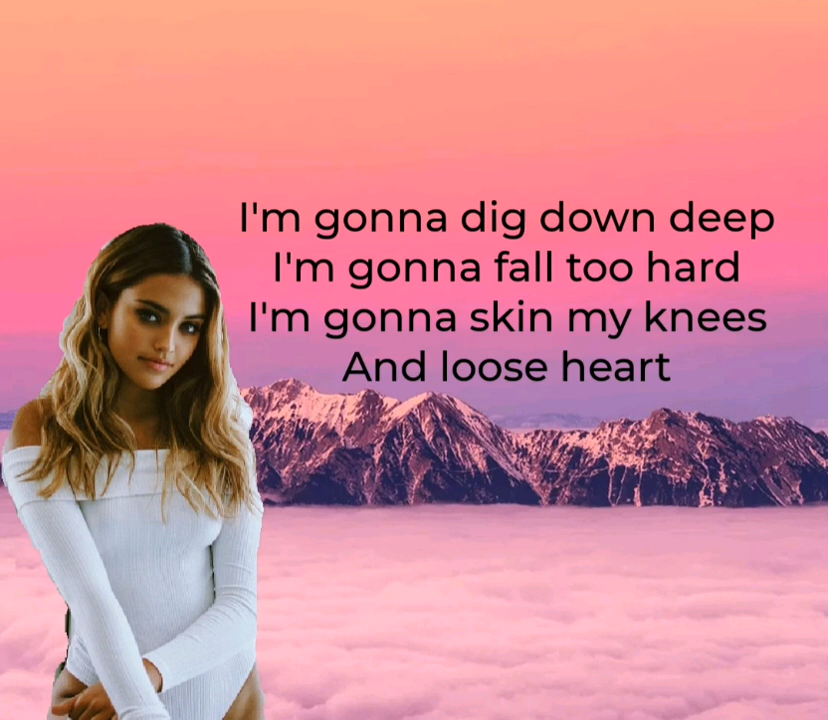 I'm gonna dig down deep
I'm gonna fall too hard
I'm gonna skin my knees
And loose heart